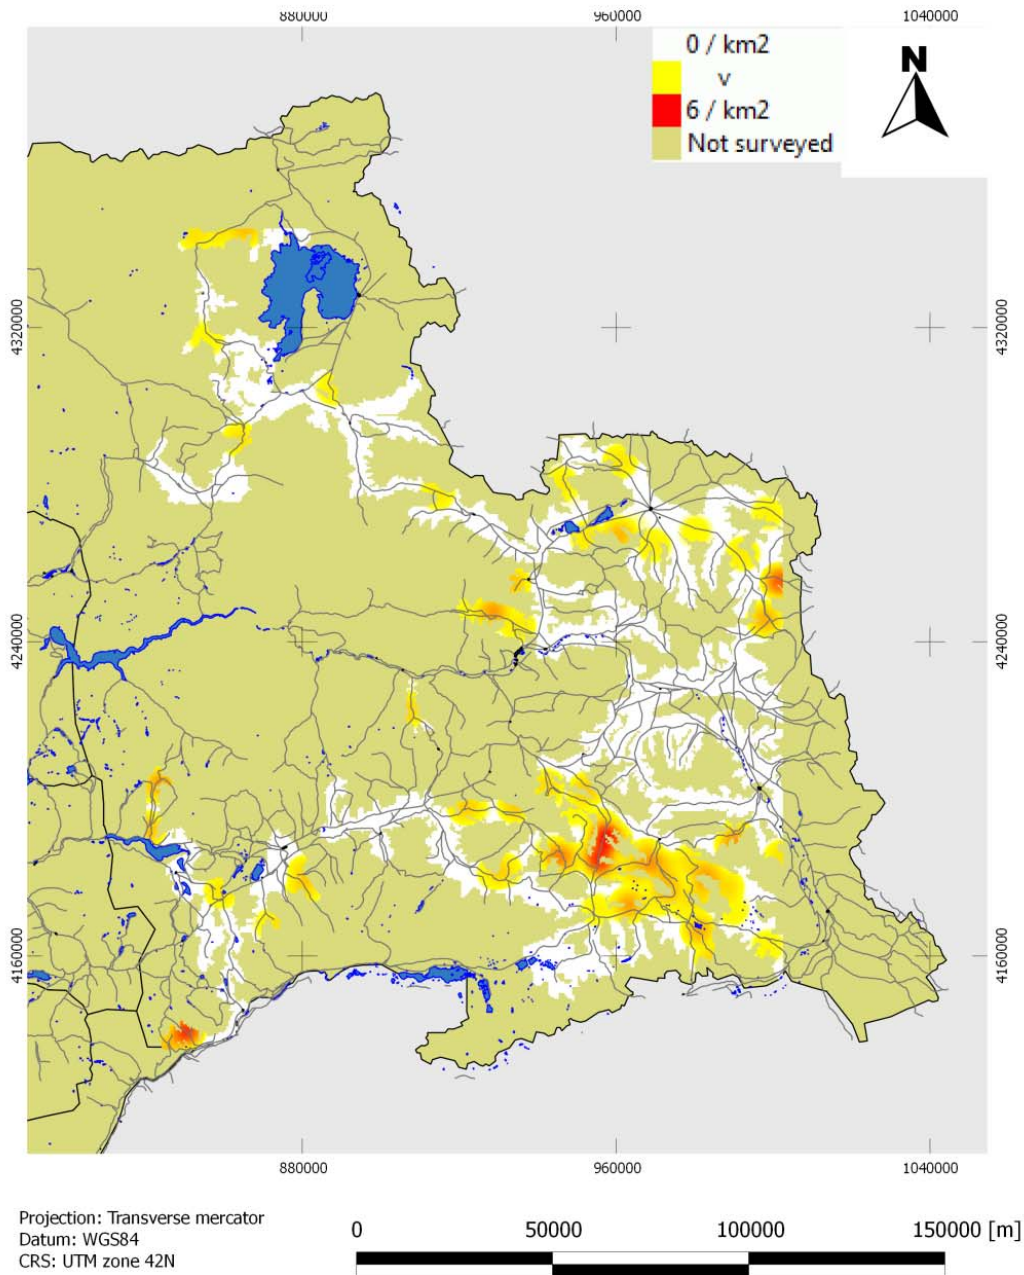 880000 960000 1040000
0 / km2
v
6 / km2
Not surveyed
N
4320000 4320000
4240000 4240000
4160000 4160000
880000 960000 1040000
Projection: Transverse mercator
Datum: WGS84
CRS: UTM zone 42N
0 50000 100000 150000 [m]